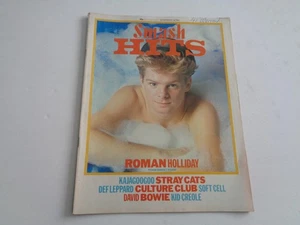 Smash
HITS
ROMAN HOLLIDAY
KAJAGOOGOO STRAY CATS
DEF LEPPARD CULTURE CLUB SOFT CELL
DAVID BOWIE KID CREOLE